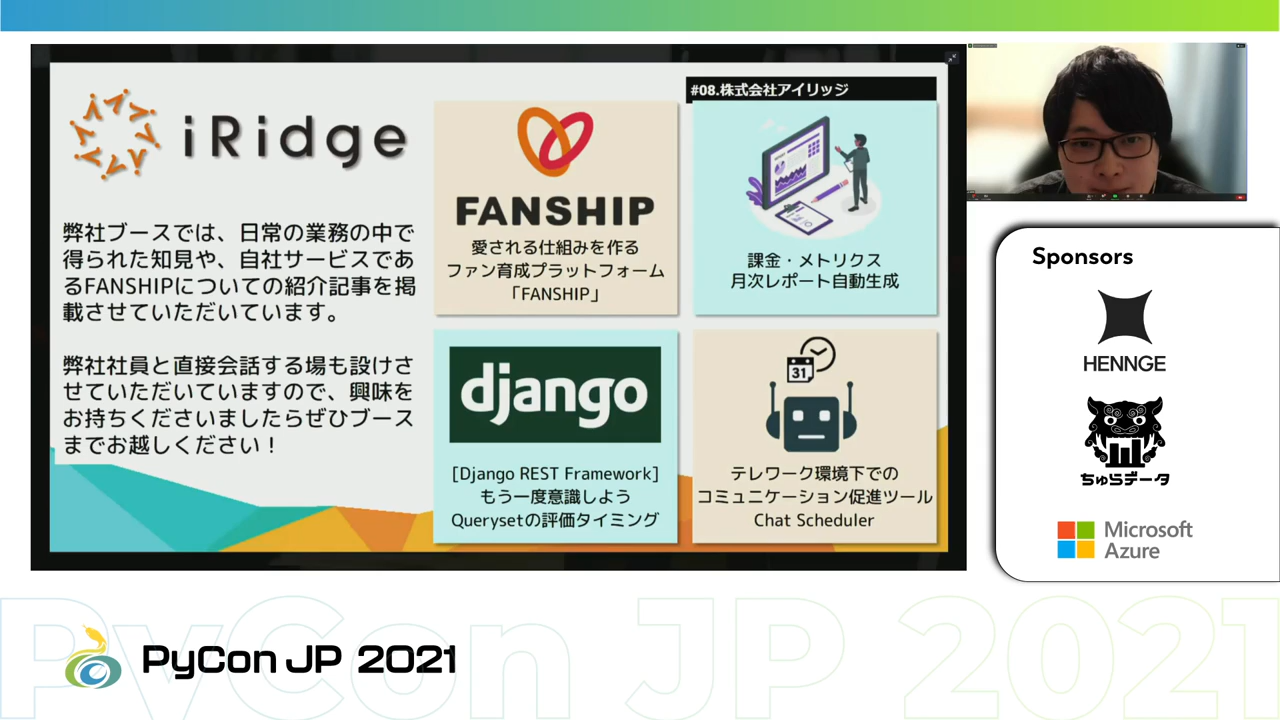 iRidge
弊社ブースでは、日常の業務の中で
得られた知見や、自社サービスであ
るFANSHIPについての紹介記事を掲
載させていただいています。
弊社社員と直接会話する場も設けさ
せていただいていますので、興味を
お持ちくださいましたらぜひブース
までお越しください！
#08.株式会社アイリッジ
FANSHIP
愛される仕組みを作る
ファン育成プラットフォーム
「FANSHIP」
課金・メトリクス
月次レポート自動生成
django
[Django REST Framework]
もう一度意識しよう
Querysetの評価タイミング
31
テレワーク環境下での
コミュニケーション促進ツール
Chat Scheduler
Sponsors
HENNGE
ちゅらデータ
Microsoft
Azure
PyCon JP 2021
PyCon JP 2021